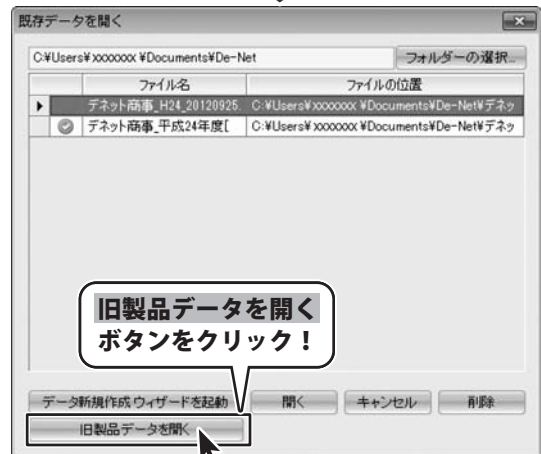 既存データを開く
C:¥Users¥xxxxxxx¥Documents¥De-Net フォルダーの選択...
ファイル名 ファイルの位置
デネット商事_H24_20120925. C:¥Users¥xxxxxxx¥Documents¥De-Net¥デネッ
デネット商事_平成24年度[ C:¥Users¥xxxxxxx¥Documents¥De-Net¥デネッ
旧製品データを開く
ボタンをクリック！
データ新規作成ウィザードを起動 開く キャンセル 削除
旧製品データを開く